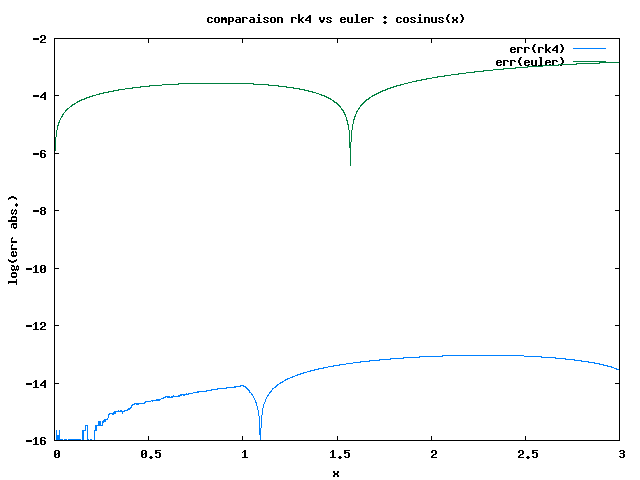 comparaison rk4 vs euler : cosinus(x)
err(rk4)
err(euler)
log(err abs.)
-2
-4
-6
-8
-10
-12
-14
-16
0 0.5 1 1.5 2 2.5 3
x